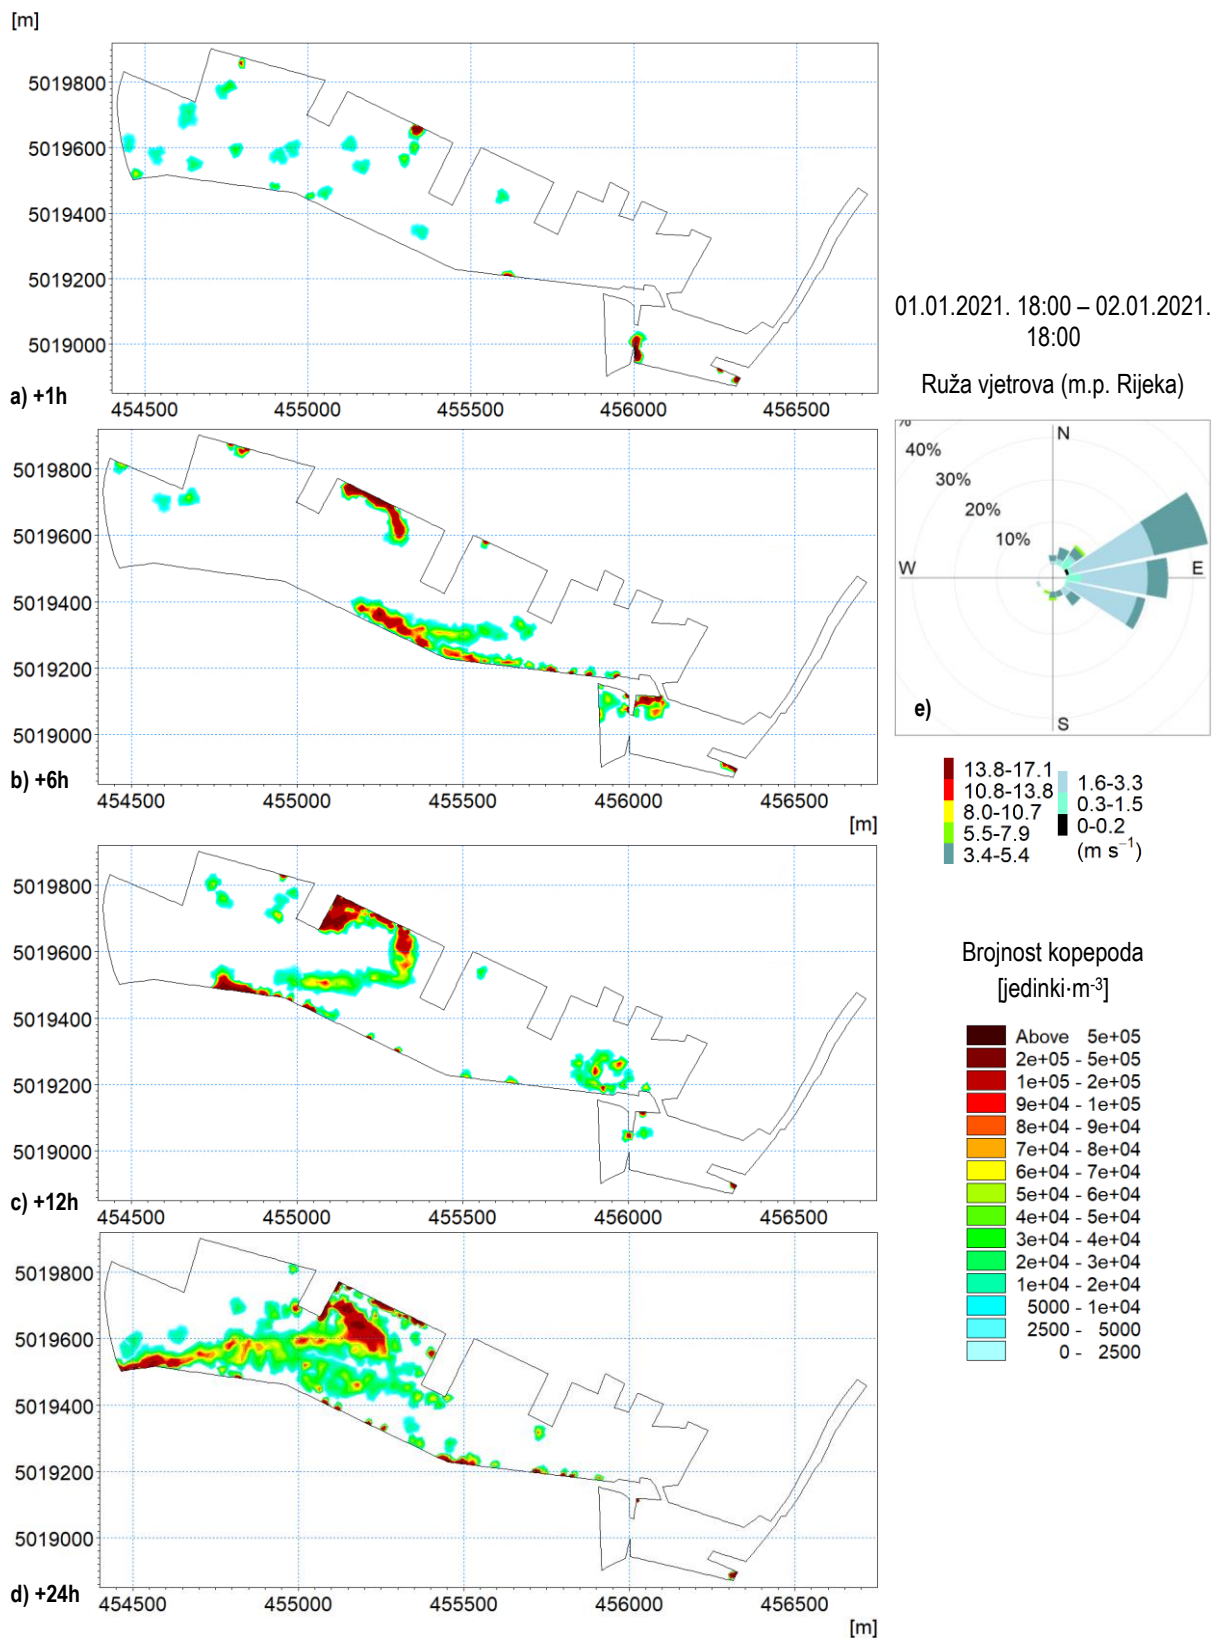 [m]
5019800
5019600
5019400
5019200
5019000
a) +1h
454500 455000 455500 456000 456500
5019800
5019600
5019400
5019200
5019000
b) +6h
454500 455000 455500 456000 456500
[m]
5019800
5019600
5019400
5019200
5019000
c) +12h
454500 455000 455500 456000 456500
5019800
5019600
5019400
5019200
5019000
d) +24h
454500 455000 455500 456000 456500
[m]
01.01.2021. 18:00 – 02.01.2021.
18:00
Ruža vjetrova (m.p. Rijeka)
%
40%
30%
20%
10%
N
W
E
S
e)
13.8-17.1
10.8-13.8
8.0-10.7
5.5-7.9
3.4-5.4
1.6-3.3
0.3-1.5
0-0.2
(m s⁻¹)
Brojnost kopepoda
[jedinki·m-³]
Above 5e+05
2e+05 - 5e+05
1e+05 - 2e+05
9e+04 - 1e+05
8e+04 - 9e+04
7e+04 - 8e+04
6e+04 - 7e+04
5e+04 - 6e+04
4e+04 - 5e+04
3e+04 - 4e+04
2e+04 - 3e+04
1e+04 - 2e+04
5000 - 1e+04
2500 - 5000
0 - 2500